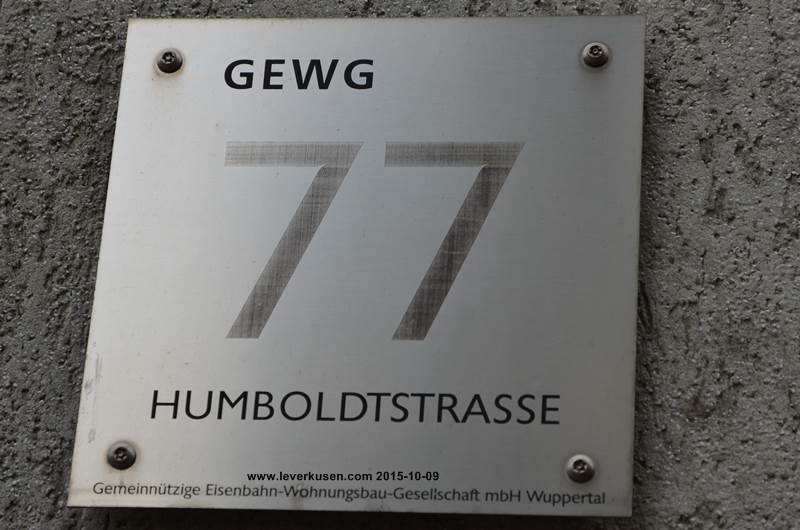 GEWG
77
HUMBOLDTSTRASSE
www.leverkusen.com 2015-10-09
Gemeinnützige Eisenbahn-Wohnungsbau-Gesellschaft mbH Wuppertal